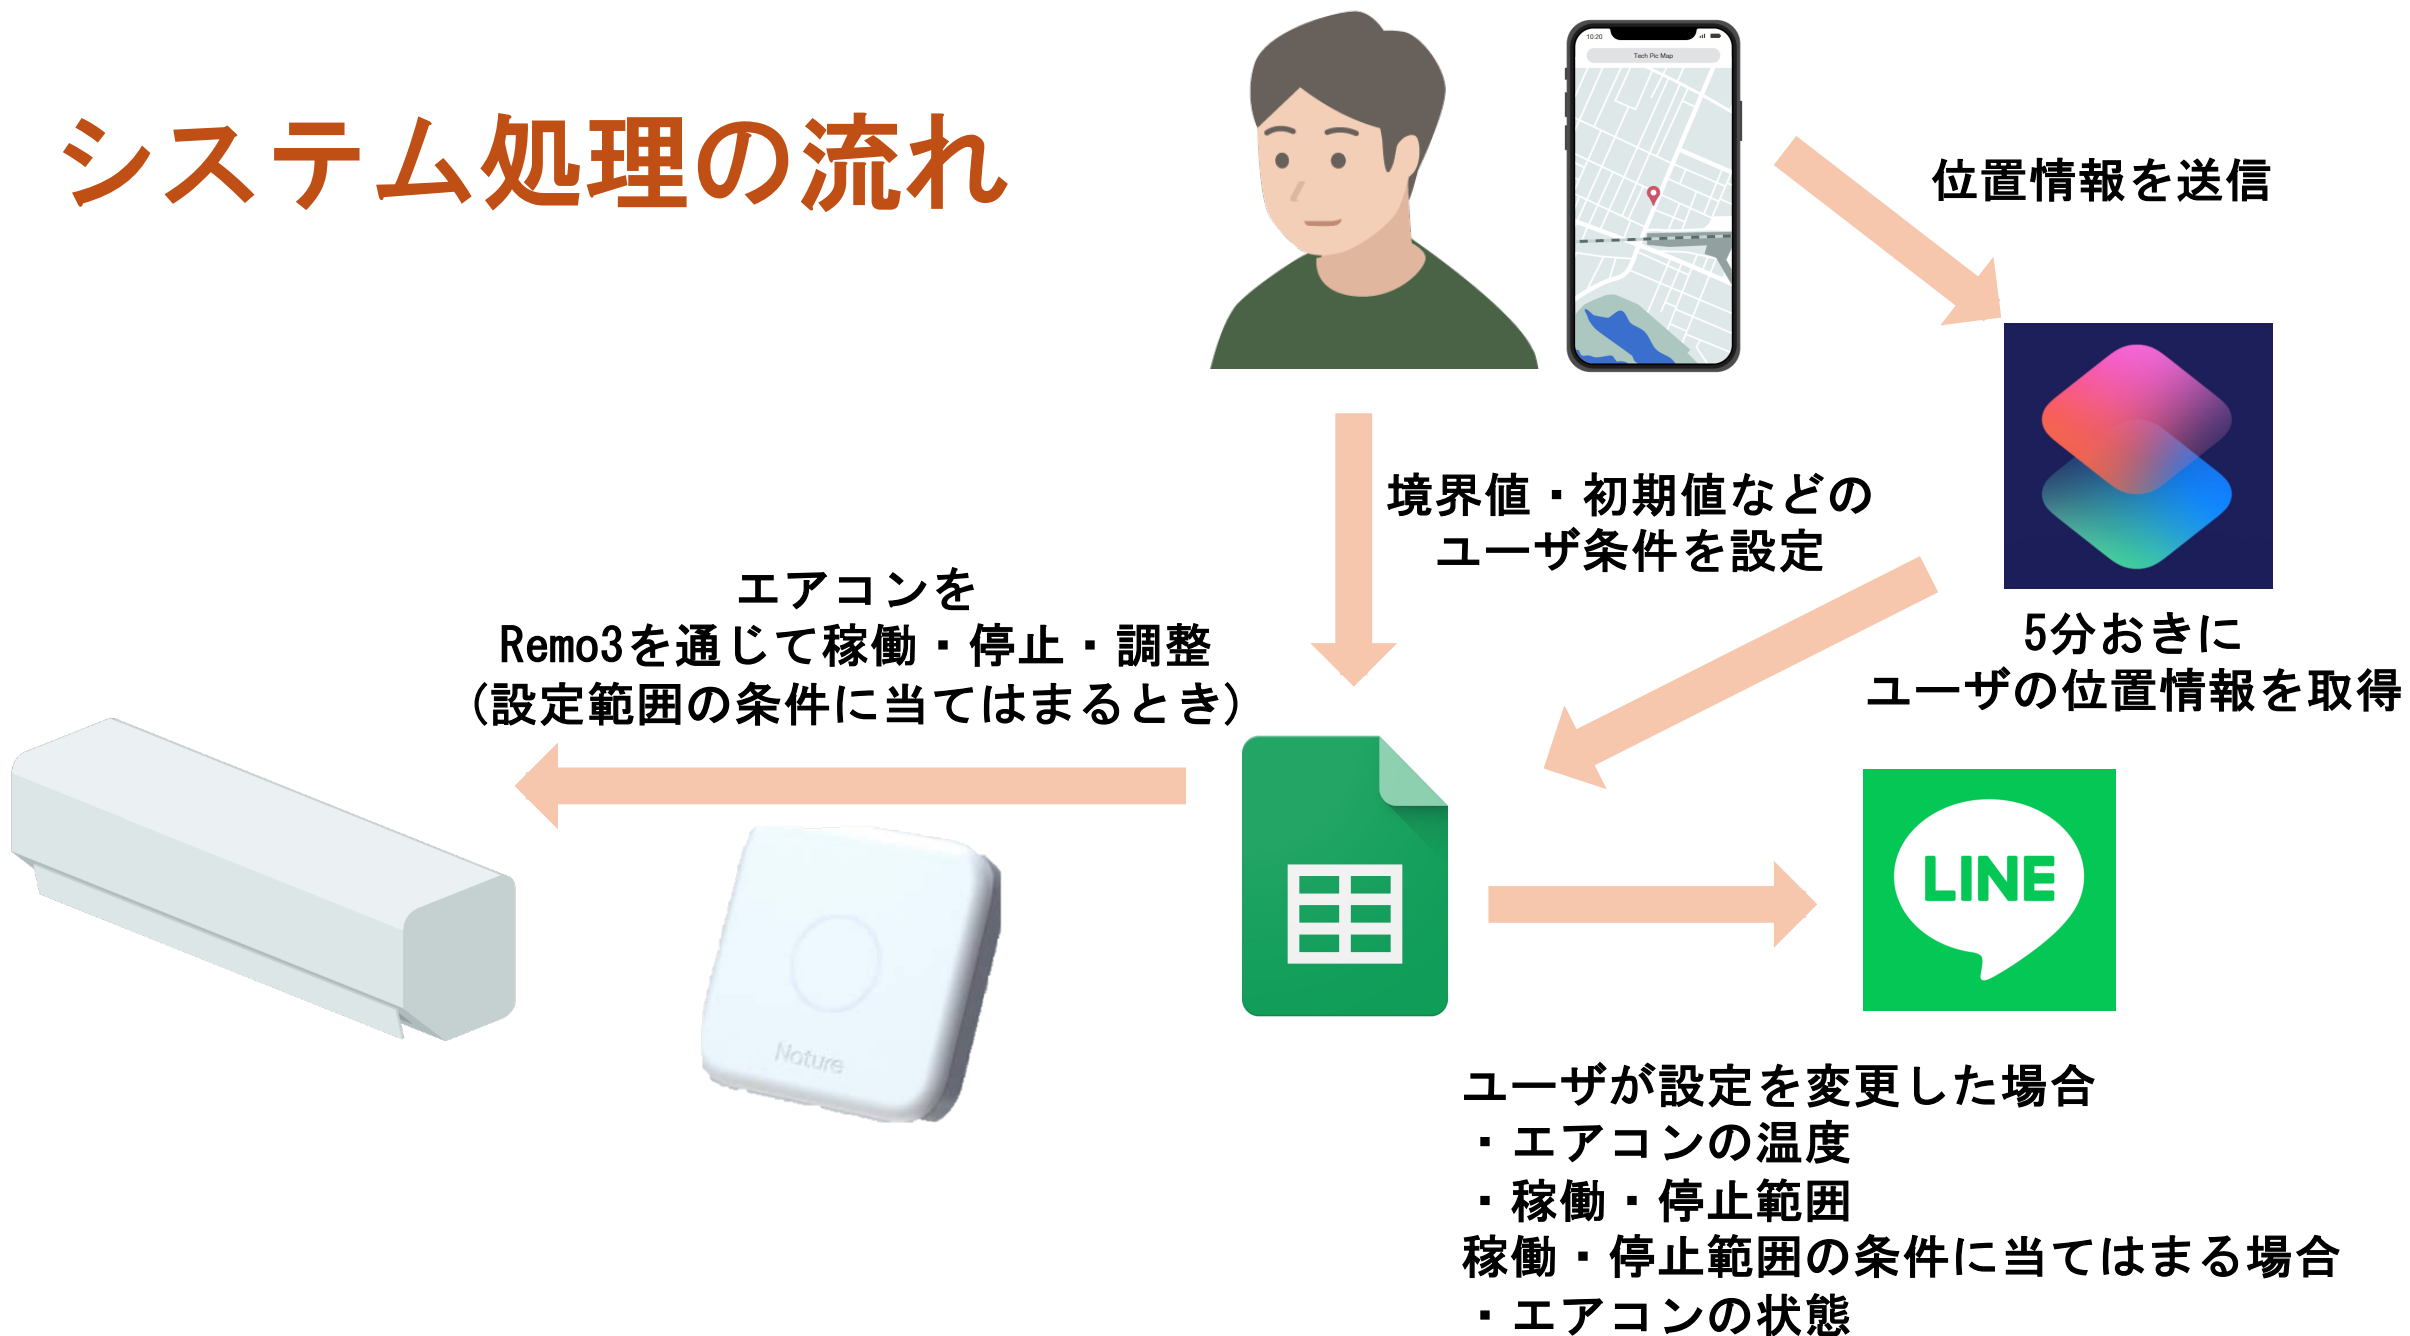 システム処理の流れ
10:20
Tech Pic Map
位置情報を送信
境界値・初期値などの
ユーザ条件を設定
5分おきに
ユーザの位置情報を取得
エアコンを
Remo3を通じて稼働・停止・調整
(設定範囲の条件に当てはまるとき)
Nature
LINE
ユーザが設定を変更した場合
・エアコンの温度
・稼働・停止範囲
稼働・停止範囲の条件に当てはまる場合
・エアコンの状態